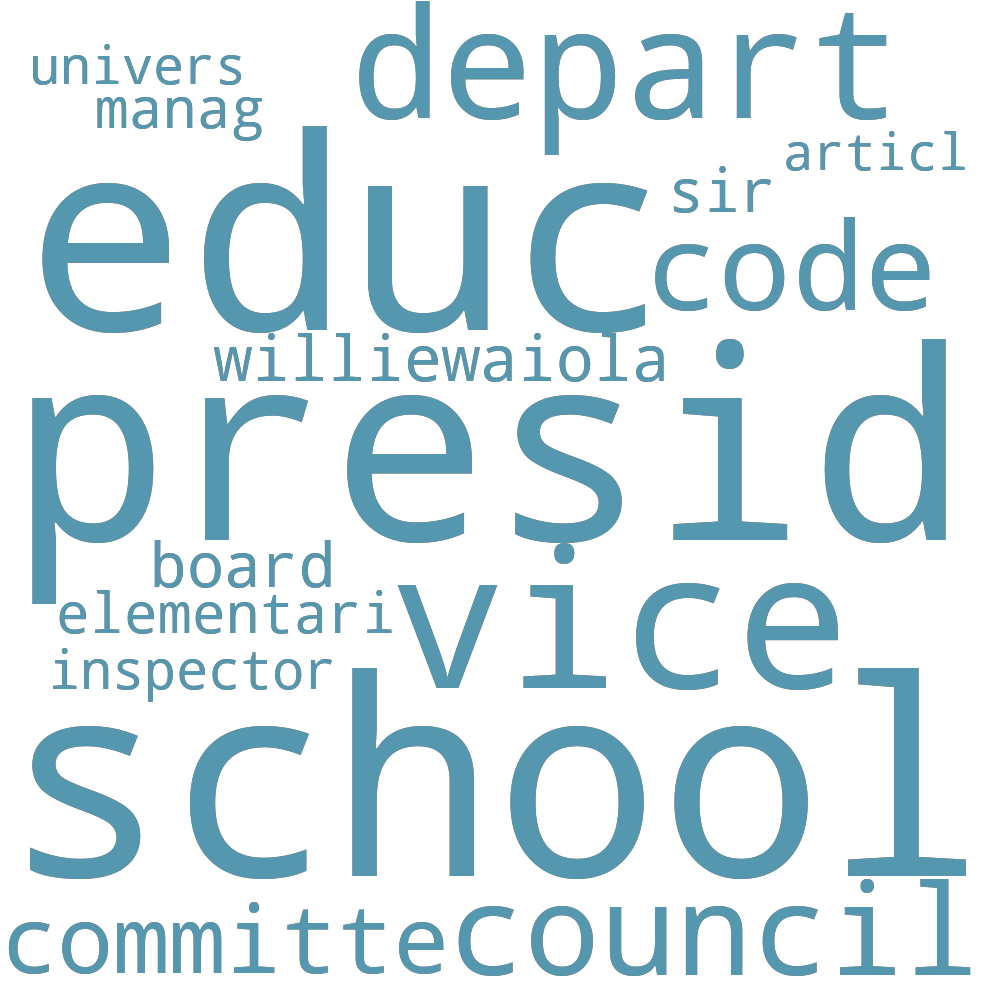 depart
univers
manag
articl
educ
sir
code
williewaiola
presid
board
vice
elementari
inspector
school
committe
council